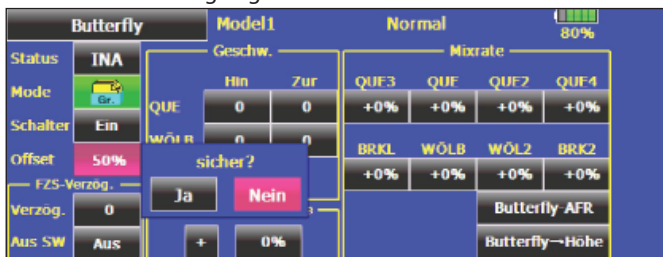 Butterfly Model1 Normal 80%
Status INA Geschw. Mixrate
Hin Zur QUE3 QUE QUE2 QUE4
Mode Gr. QUE 0 0 +0% +0% +0% +0%
Schalter Ein WÖLB 0 0
BRKL WÖLB WÖL2 BRK2
Offset 50% sicher? +0% +0% +0% +0%
FZS-Verzög. Ja Nein
Verzög. 0 Butterfly-AFR
Aus SW Aus + 0% Butterfly→Höhe